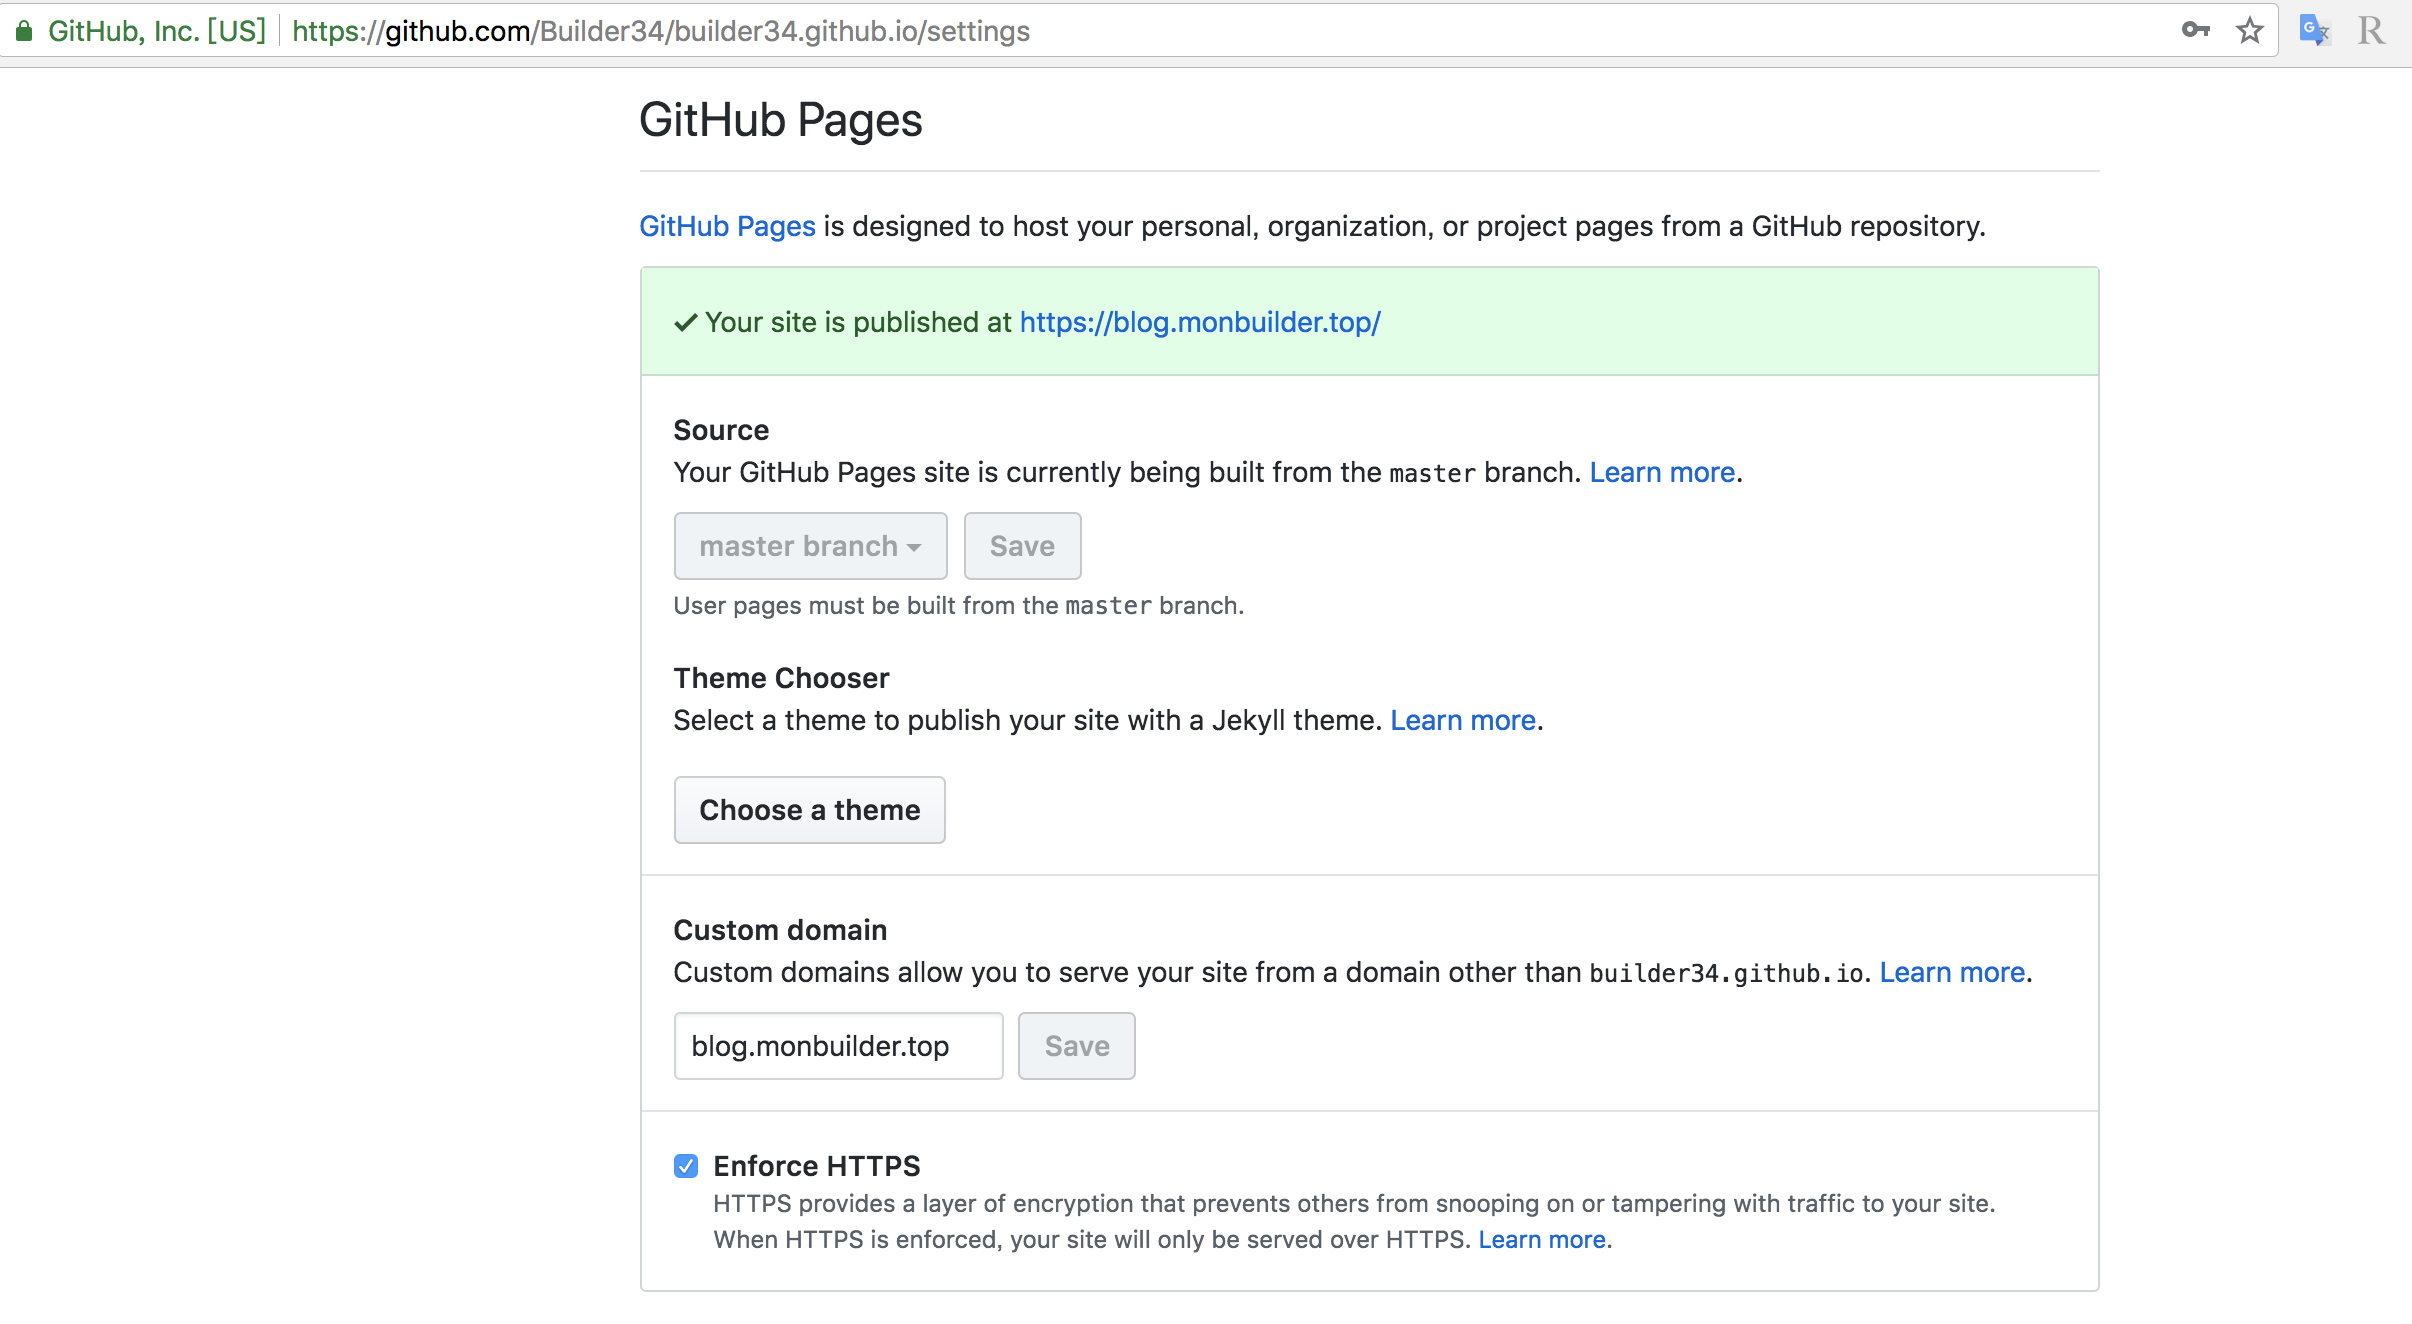 GitHub, Inc. [US] https://github.com/Builder34/builder34.github.io/settings
R
GitHub Pages
GitHub Pages is designed to host your personal, organization, or project pages from a GitHub repository.
✓ Your site is published at https://blog.monbuilder.top/
Source
Your GitHub Pages site is currently being built from the master branch. Learn more.
master branch Save
User pages must be built from the master branch.
Theme Chooser
Select a theme to publish your site with a Jekyll theme. Learn more.
Choose a theme
Custom domain
Custom domains allow you to serve your site from a domain other than builder34.github.io. Learn more.
blog.monbuilder.top Save
Enforce HTTPS
HTTPS provides a layer of encryption that prevents others from snooping on or tampering with traffic to your site.
When HTTPS is enforced, your site will only be served over HTTPS. Learn more.